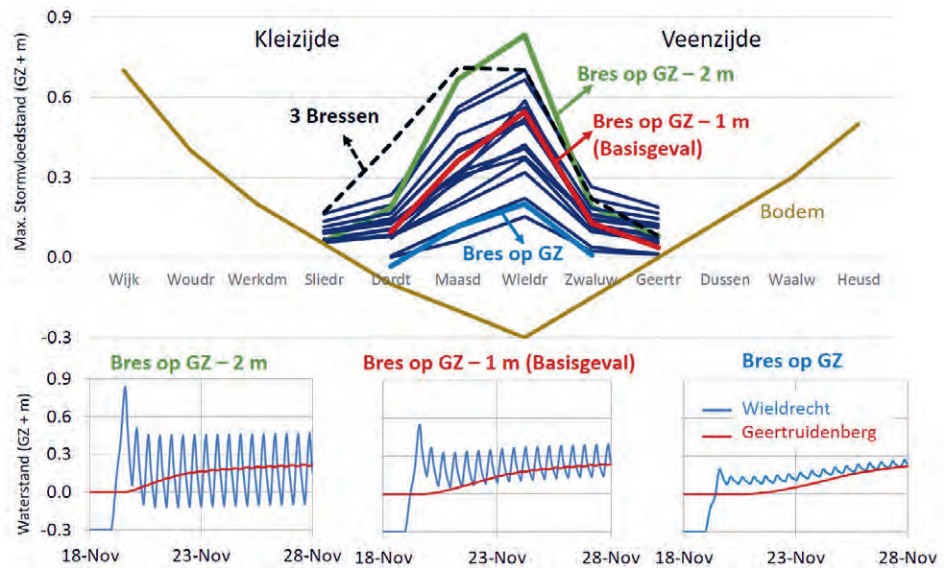 Max. Stormvloedstand (GZ + m)
0.9
0.6
0.3
0.0
-0.3
Kleizijde
Veenzijde
Bres op GZ – 2 m
3 Bressen
Bres op GZ – 1 m
(Basisgeval)
Bodem
Bres op GZ
Wijk Woudr Werkdm Sliedr Dordt Maasd Wieldr Zwaluw Geertr Dussen Waalw Heusd
Bres op GZ – 2 m
Bres op GZ – 1 m (Basisgeval)
Bres op GZ
Waterstand (GZ + m)
0.9
0.6
0.3
0.0
-0.3
Wieldrecht
Geertruidenberg
18-Nov 23-Nov 28-Nov
18-Nov 23-Nov 28-Nov
18-Nov 23-Nov 28-Nov